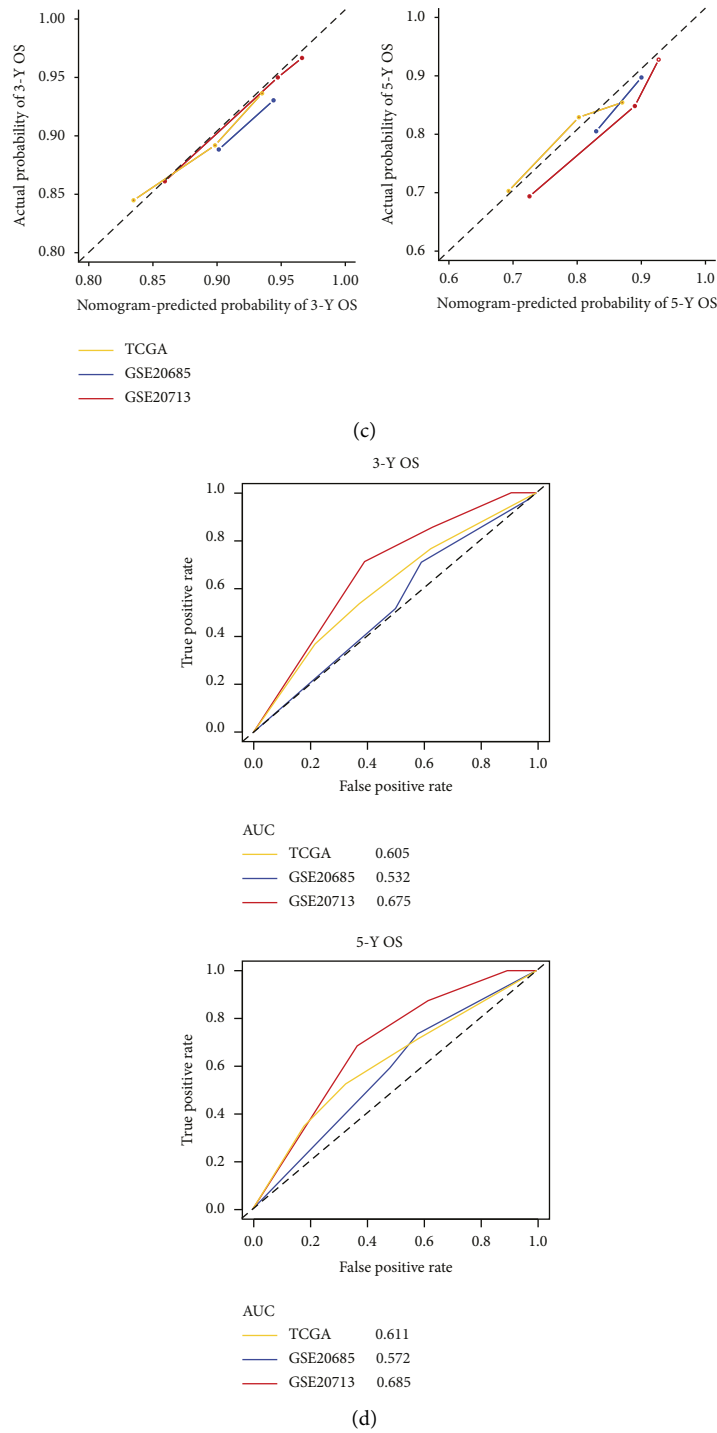 1.00
0.95
0.90
0.85
0.80
Actual probability of 3-Y OS
0.80 0.85 0.90 0.95 1.00
Nomogram-predicted probability of 3-Y OS
1.0
0.9
0.8
0.7
0.6
Actual probability of 5-Y OS
0.6 0.7 0.8 0.9 1.0
Nomogram-predicted probability of 5-Y OS
TCGA
GSE20685
GSE20713
(c)
3-Y OS
1.0
0.8
0.6
0.4
0.2
0.0
True positive rate
0.0 0.2 0.4 0.6 0.8 1.0
False positive rate
AUC
TCGA 0.605
GSE20685 0.532
GSE20713 0.675
5-Y OS
1.0
0.8
0.6
0.4
0.2
0.0
True positive rate
0.0 0.2 0.4 0.6 0.8 1.0
False positive rate
AUC
TCGA 0.611
GSE20685 0.572
GSE20713 0.685
(d)